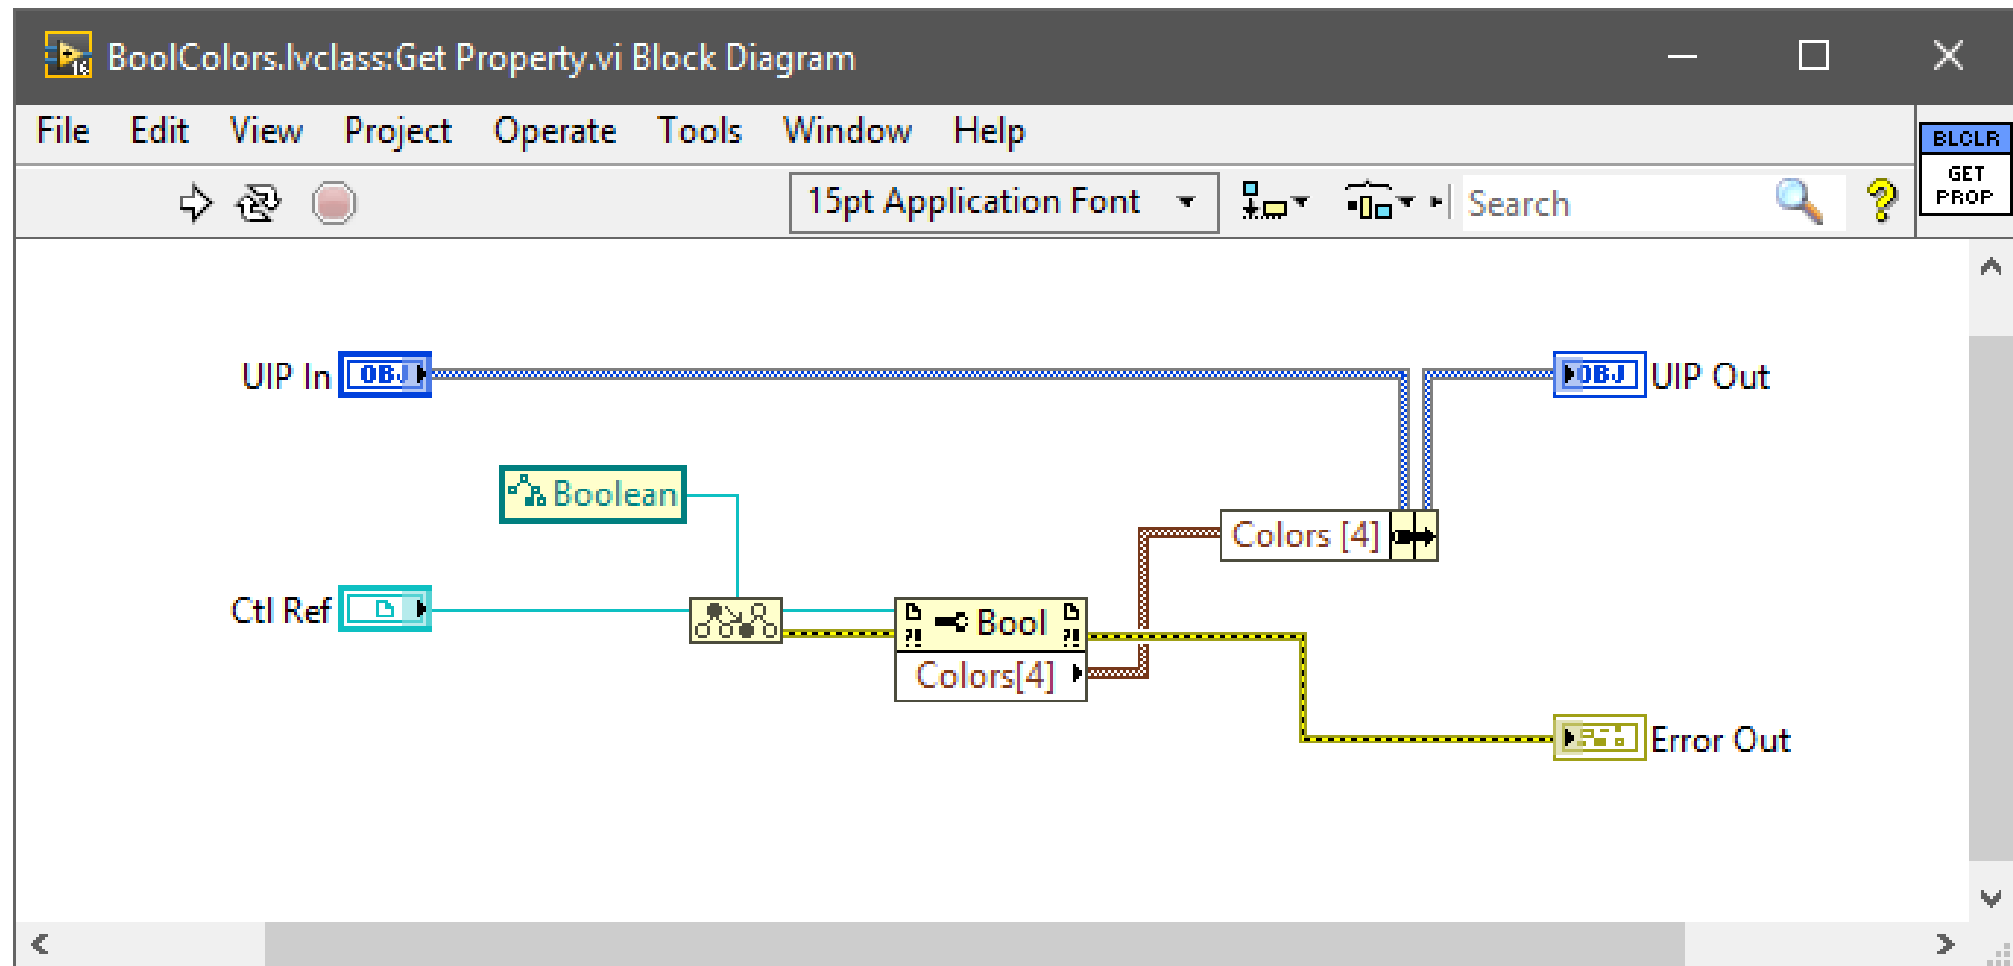 BoolColors.lvclass:Get Property.vi Block Diagram
File Edit View Project Operate Tools Window Help
BLCLR
GET
PROP
15pt Application Font
Search
?
UIP In
OBJ
OBJ
UIP Out
Boolean
Colors [4]
Ctl Ref
?!
Bool
?!
Colors[4]
Error Out